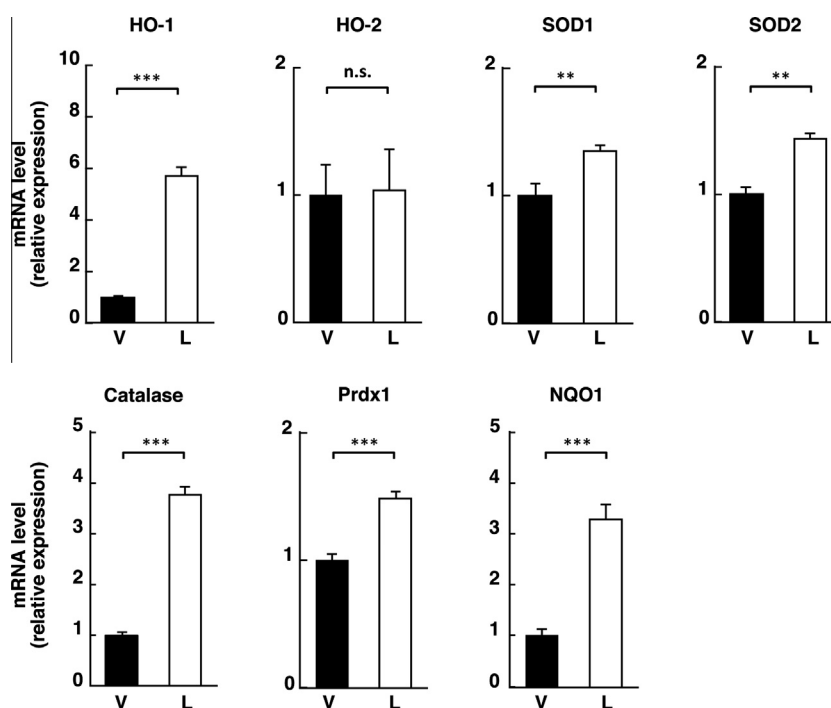 HO-1
HO-2
SOD1
SOD2
mRNA level
(relative expression)
10
8
6
4
2
0
***
V L
2
1
0
n.s.
V L
2
1
0
**
V L
2
1
0
**
V L
Catalase
Prdx1
NQO1
mRNA level
(relative expression)
5
4
3
2
1
0
***
V L
2
1
0
***
V L
5
4
3
2
1
0
***
V L